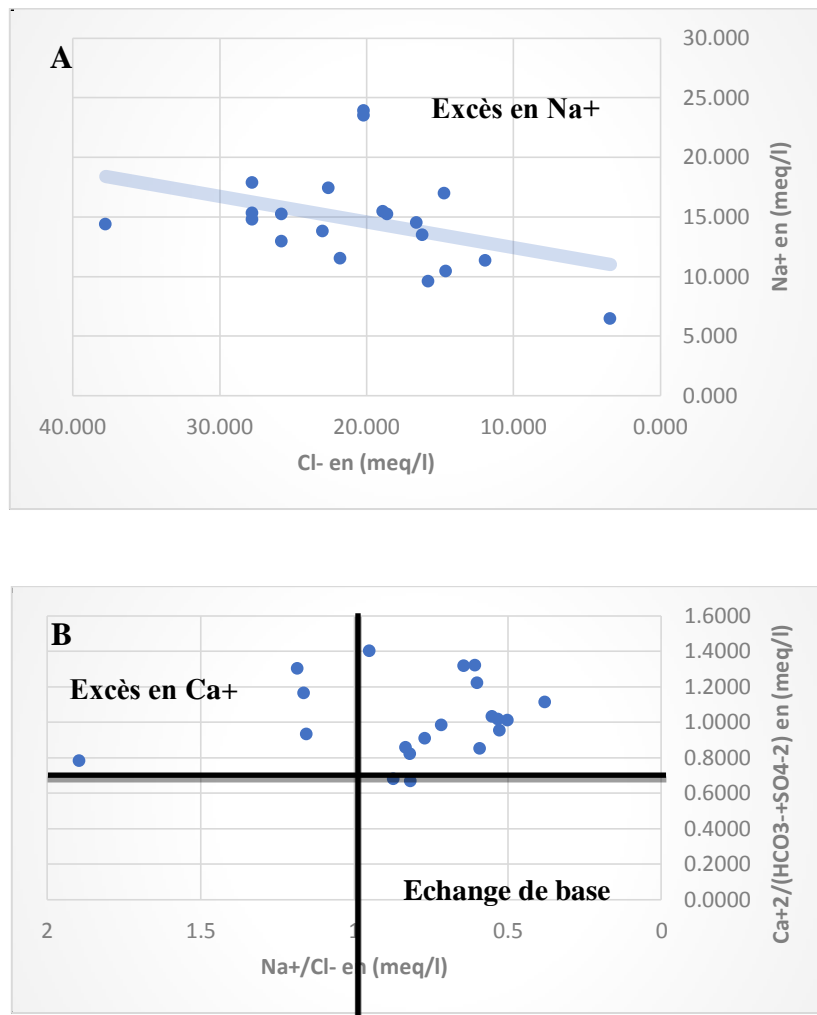 A
Excès en Na+
30.000
25.000
20.000
15.000
10.000
5.000
0.000
Na+ en (meq/l)
40.000 30.000 20.000 10.000 0.000
Cl- en (meq/l)
B
Excès en Ca+
1.6000
1.4000
1.2000
1.0000
0.8000
0.6000
0.4000
0.2000
0.0000
Ca+2/(HCO3-+SO4-2) en (meq/l)
Echange de base
2 1.5 1 0.5 0
Na+/Cl- en (meq/l)